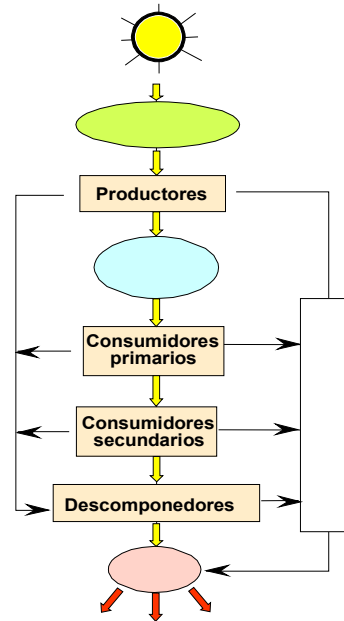 Productores
Consumidores
primarios
Consumidores
secundarios
Descomponedores